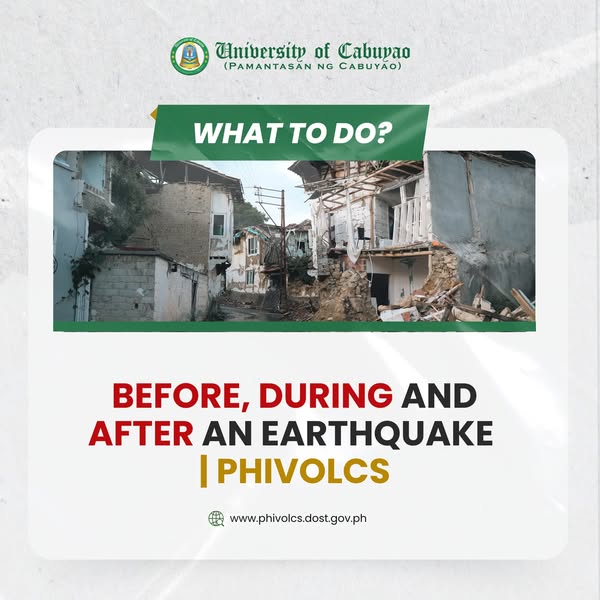 University of Cabuyao
(PAMANTASAN NG CABUYAO)
WHAT TO DO?
BEFORE, DURING AND
AFTER AN EARTHQUAKE
| PHIVOLCS
www.phivolcs.dost.gov.ph